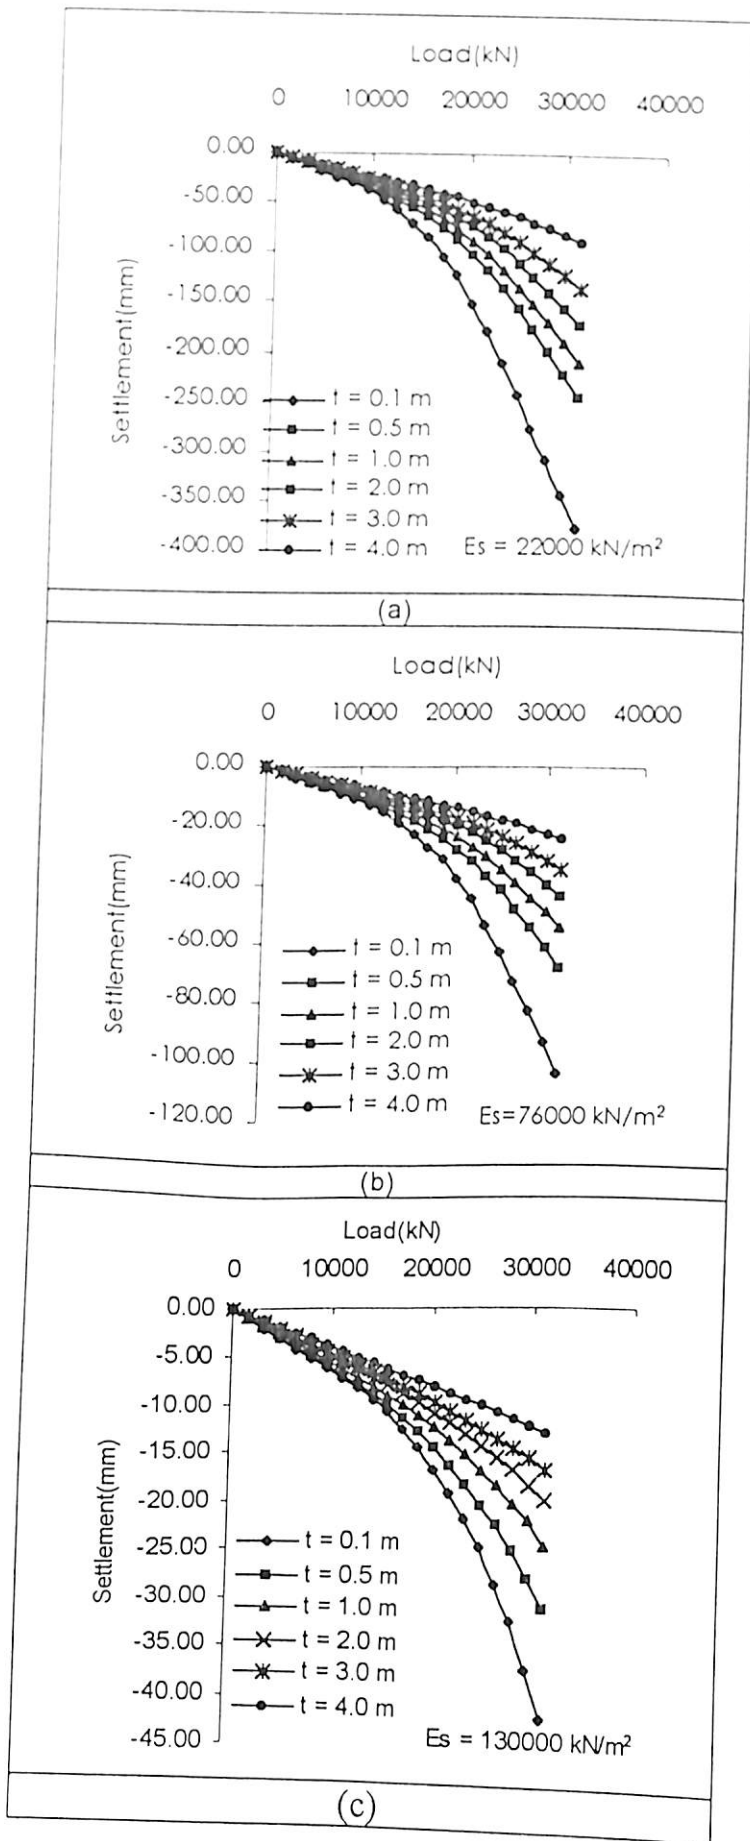 Load(kN)
0 10000 20000 30000 40000
0.00
-50.00
-100.00
-150.00
-200.00
-250.00
-300.00
-350.00
-400.00
Settlement(mm)
t = 0.1 m
t = 0.5 m
t = 1.0 m
t = 2.0 m
t = 3.0 m
t = 4.0 m
Es = 22000 kN/m²
(a)
Load(kN)
0 10000 20000 30000 40000
0.00
-20.00
-40.00
-60.00
-80.00
-100.00
-120.00
Settlement(mm)
t = 0.1 m
t = 0.5 m
t = 1.0 m
t = 2.0 m
t = 3.0 m
t = 4.0 m
Es=76000 kN/m²
(b)
Load(kN)
0 10000 20000 30000 40000
0.00
-5.00
-10.00
-15.00
-20.00
-25.00
-30.00
-35.00
-40.00
-45.00
Settlement(mm)
t = 0.1 m
t = 0.5 m
t = 1.0 m
t = 2.0 m
t = 3.0 m
t = 4.0 m
Es = 130000 kN/m²
(c)